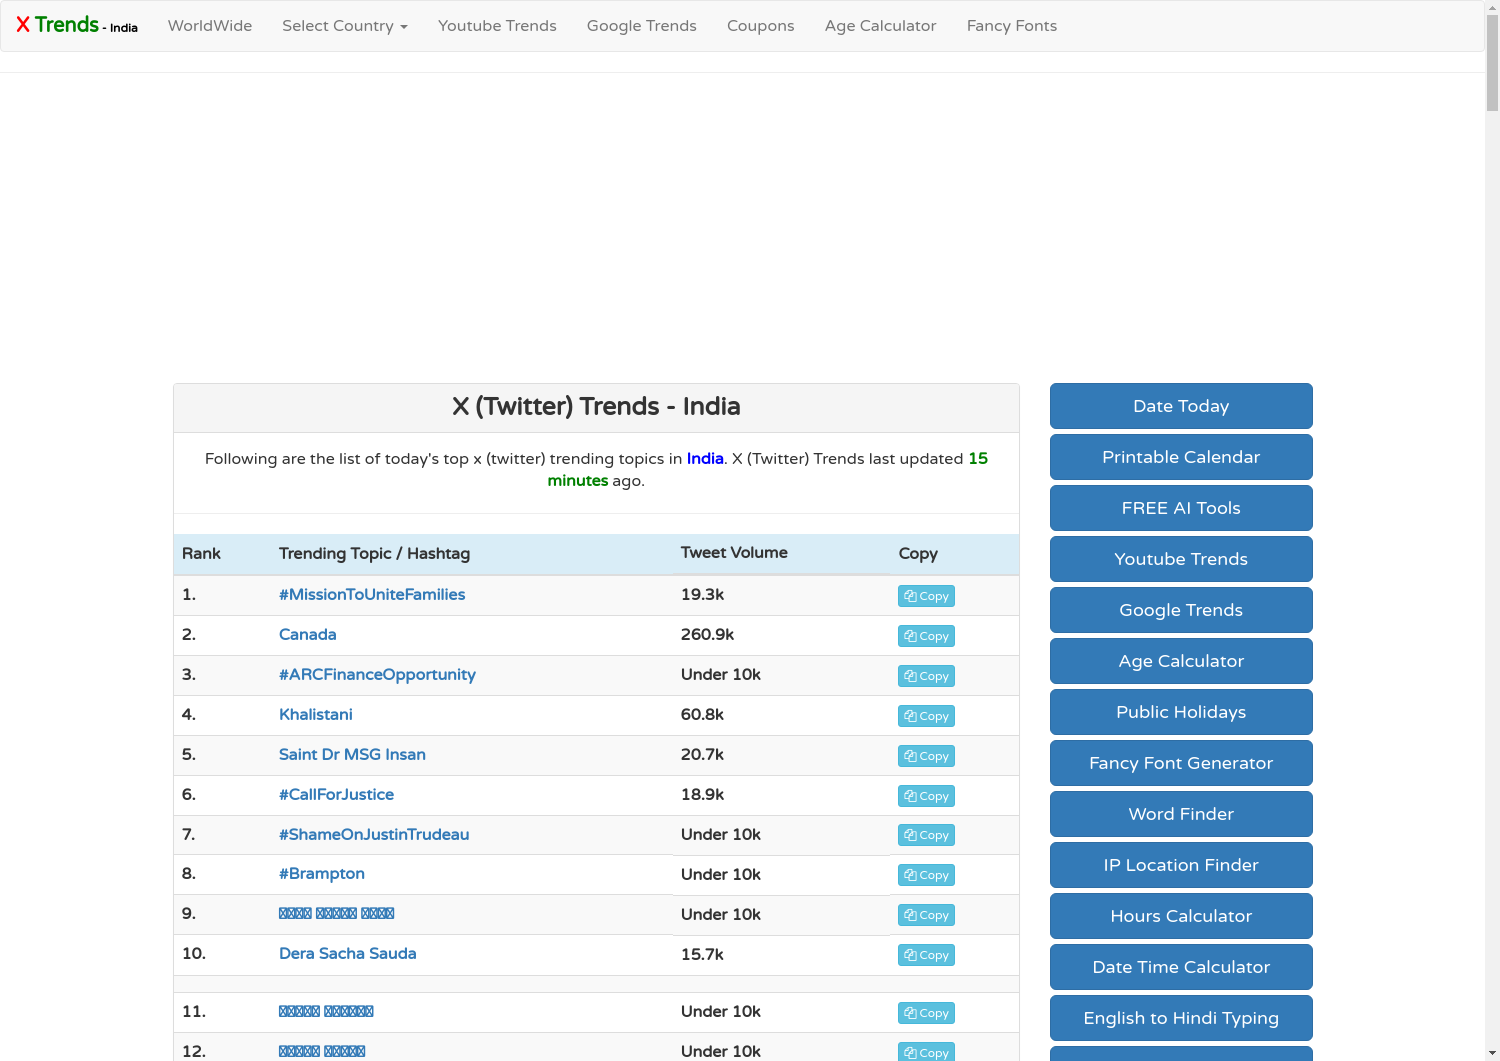 X Trends - India WorldWide Select Country Youtube Trends Google Trends Coupons Age Calculator Fancy Fonts
X (Twitter) Trends - India
Following are the list of today's top x (twitter) trending topics in India. X (Twitter) Trends last updated 15
minutes ago.
Rank Trending Topic / Hashtag Tweet Volume Copy
1. #MissionToUniteFamilies 19.3k Copy
2. Canada 260.9k Copy
3. #ARCFinanceOpportunity Under 10k Copy
4. Khalistani 60.8k Copy
5. Saint Dr MSG Insan 20.7k Copy
6. #CallForJustice 18.9k Copy
7. #ShameOnJustinTrudeau Under 10k Copy
8. #Brampton Under 10k Copy
9. Under 10k Copy
10. Dera Sacha Sauda 15.7k Copy
11. Under 10k Copy
12. Under 10k Copy
Date Today
Printable Calendar
FREE AI Tools
Youtube Trends
Google Trends
Age Calculator
Public Holidays
Fancy Font Generator
Word Finder
IP Location Finder
Hours Calculator
Date Time Calculator
English to Hindi Typing